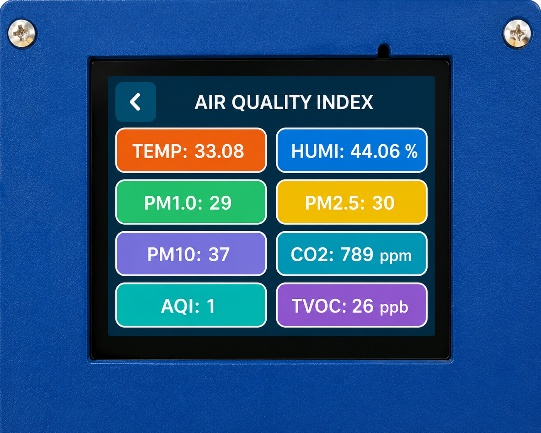 AIR QUALITY INDEX
TEMP: 33.08
HUMI: 44.06 %
PM1.0: 29
PM2.5: 30
PM10: 37
CO2: 789 ppm
AQI: 1
TVOC: 26 ppb